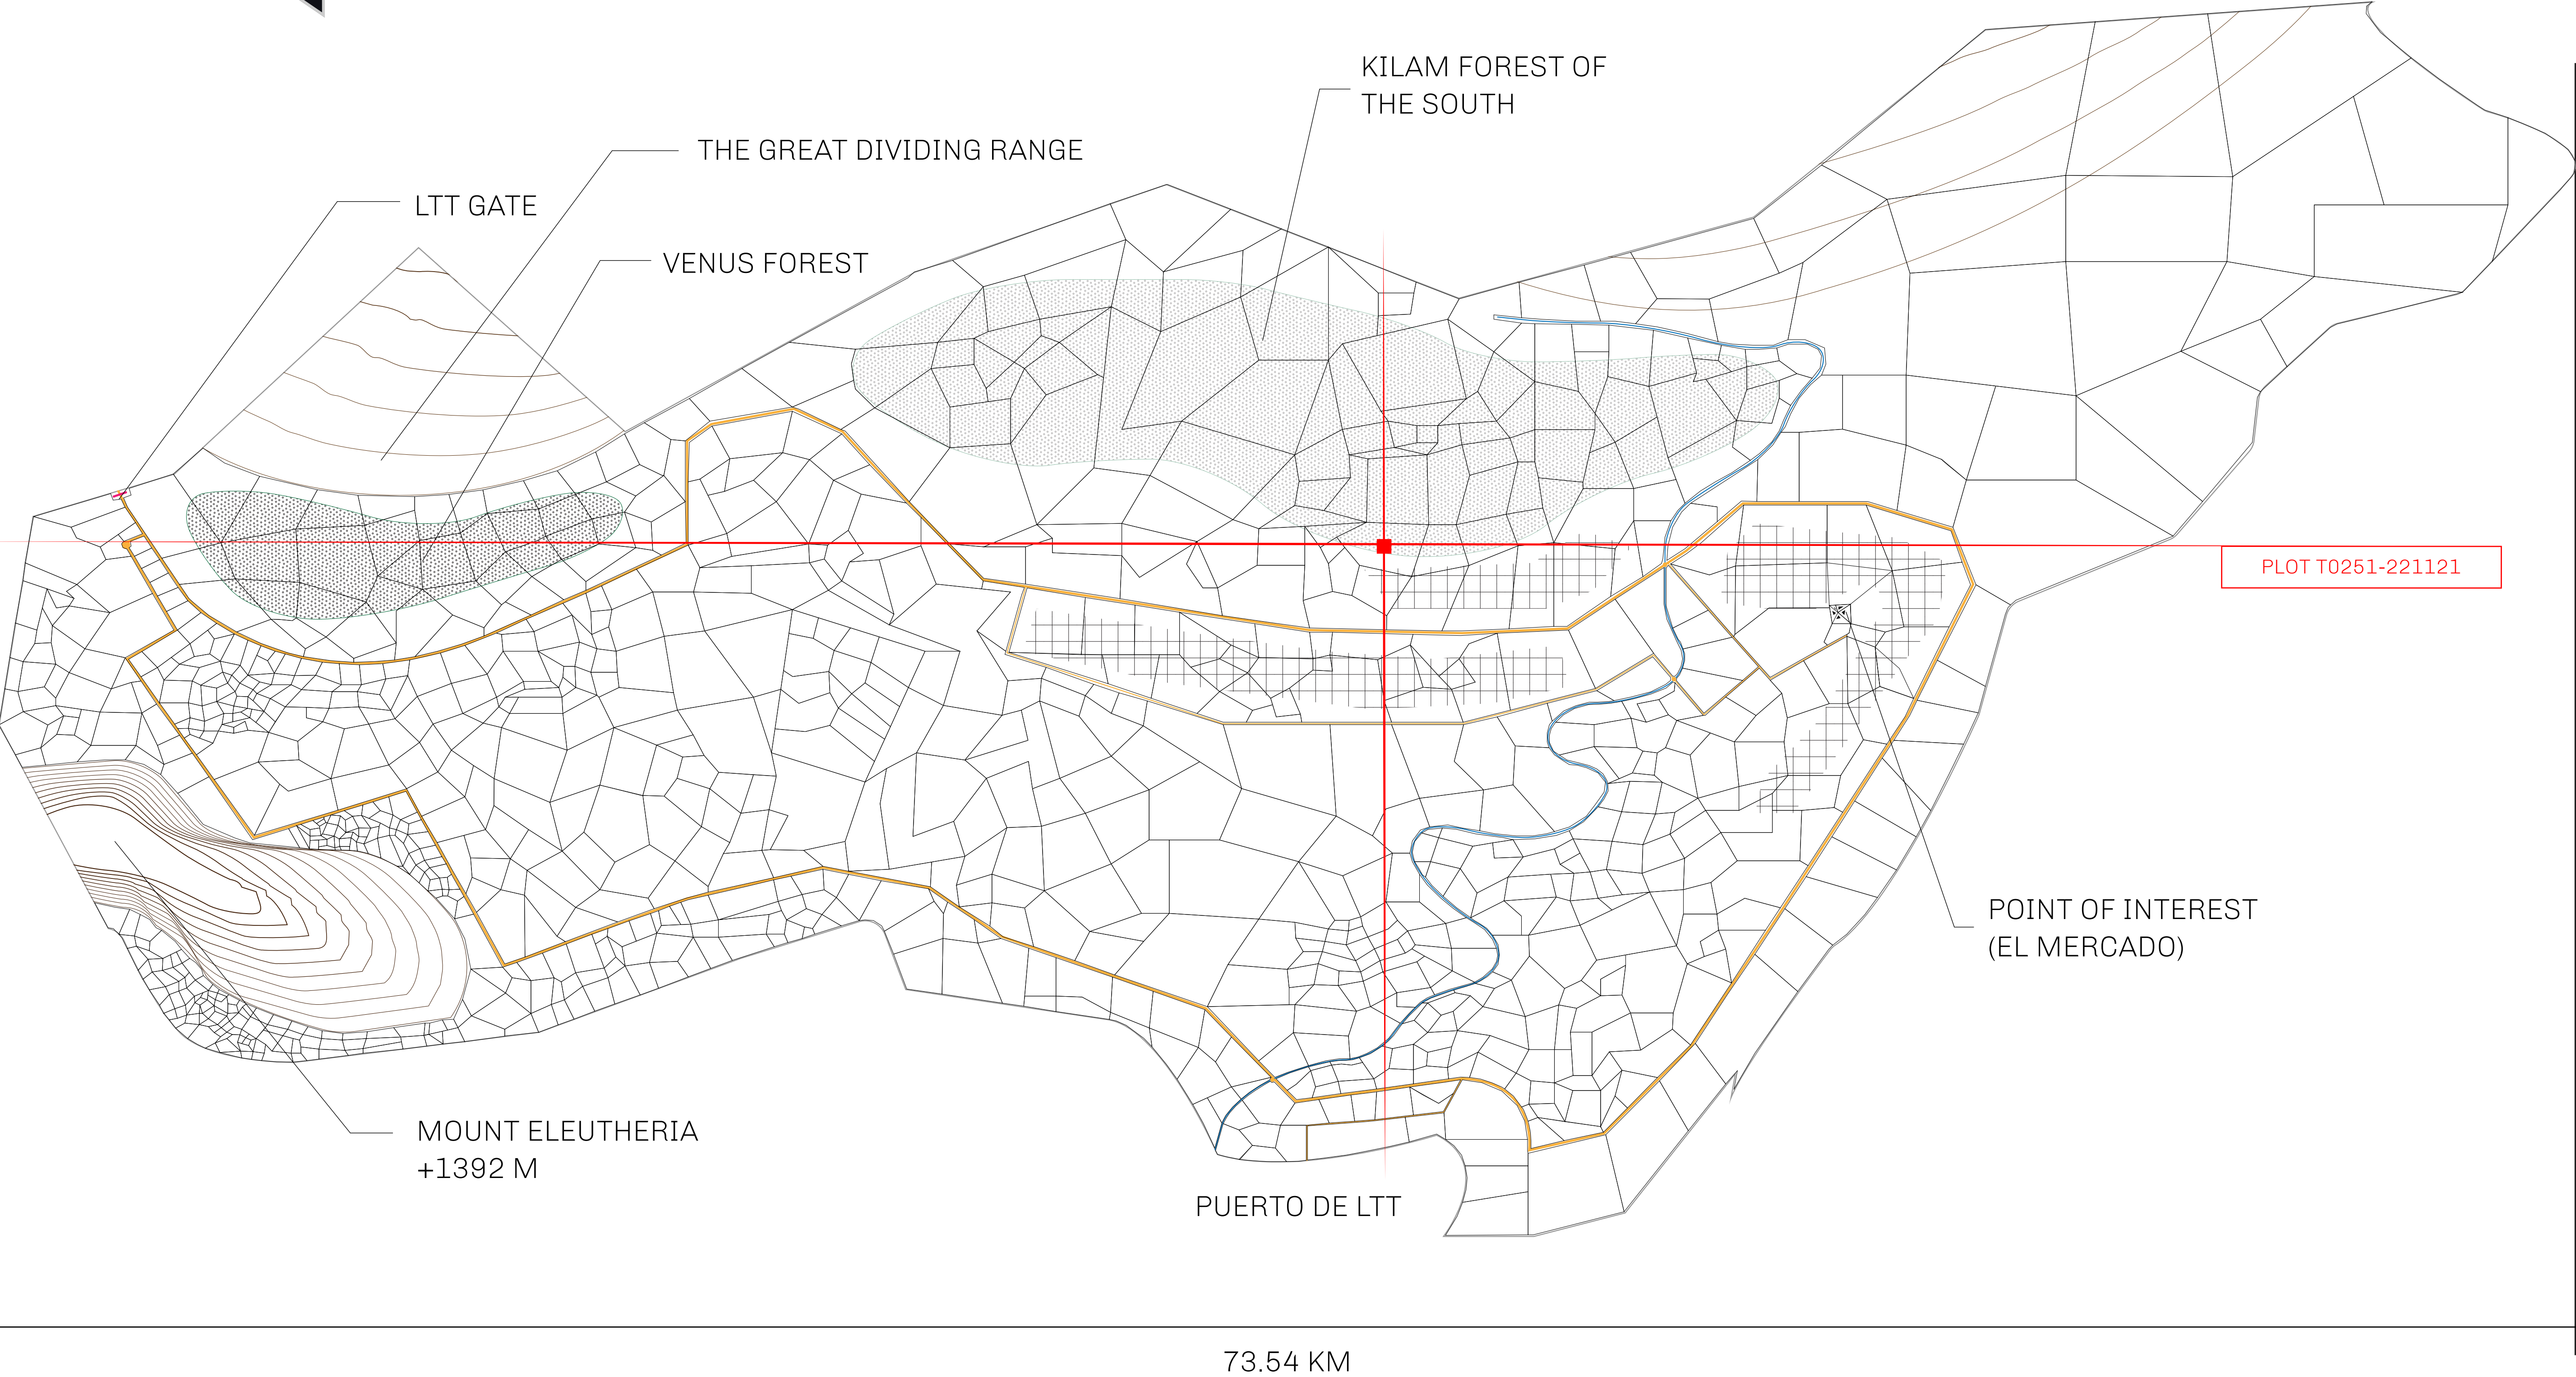 KILAM FOREST OF
THE SOUTH
THE GREAT DIVIDING RANGE
LTT GATE
VENUS FOREST
PLOT T0251-221121
POINT OF INTEREST
(EL MERCADO)
MOUNT ELEUTHERIA
+1392 M
PUERTO DE LTT
73.54 KM